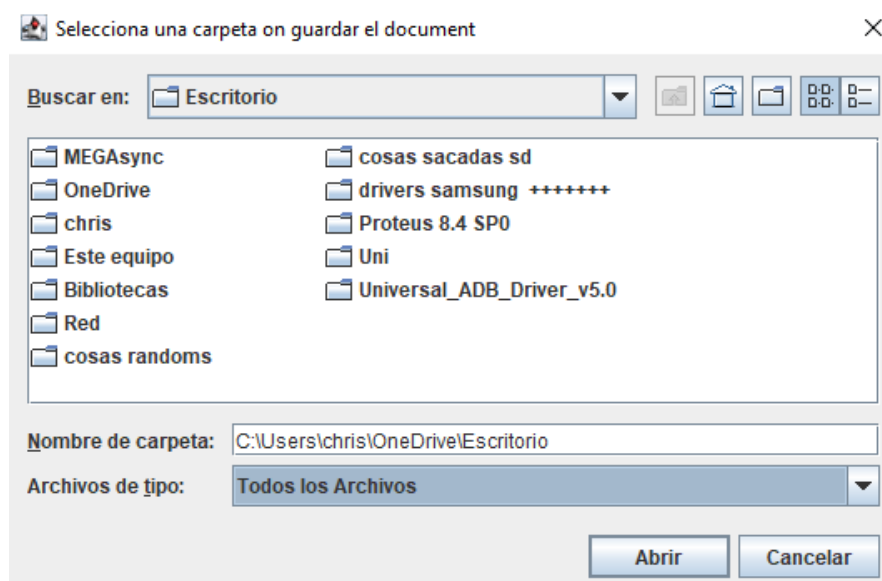 Selecciona una carpeta on guardar el document
Buscar en: Escritorio
MEGAsync
OneDrive
chris
Este equipo
Bibliotecas
Red
cosas randoms
cosas sacadas sd
drivers samsung +++++++
Proteus 8.4 SP0
Uni
Universal_ADB_Driver_v5.0
Nombre de carpeta: C:\Users\chris\OneDrive\Escritorio
Archivos de tipo: Todos los Archivos
Abrir Cancelar